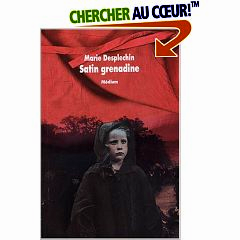 CHERCHER AU CŒUR!™
Marie Desplechin
Satin grenadine
Médium